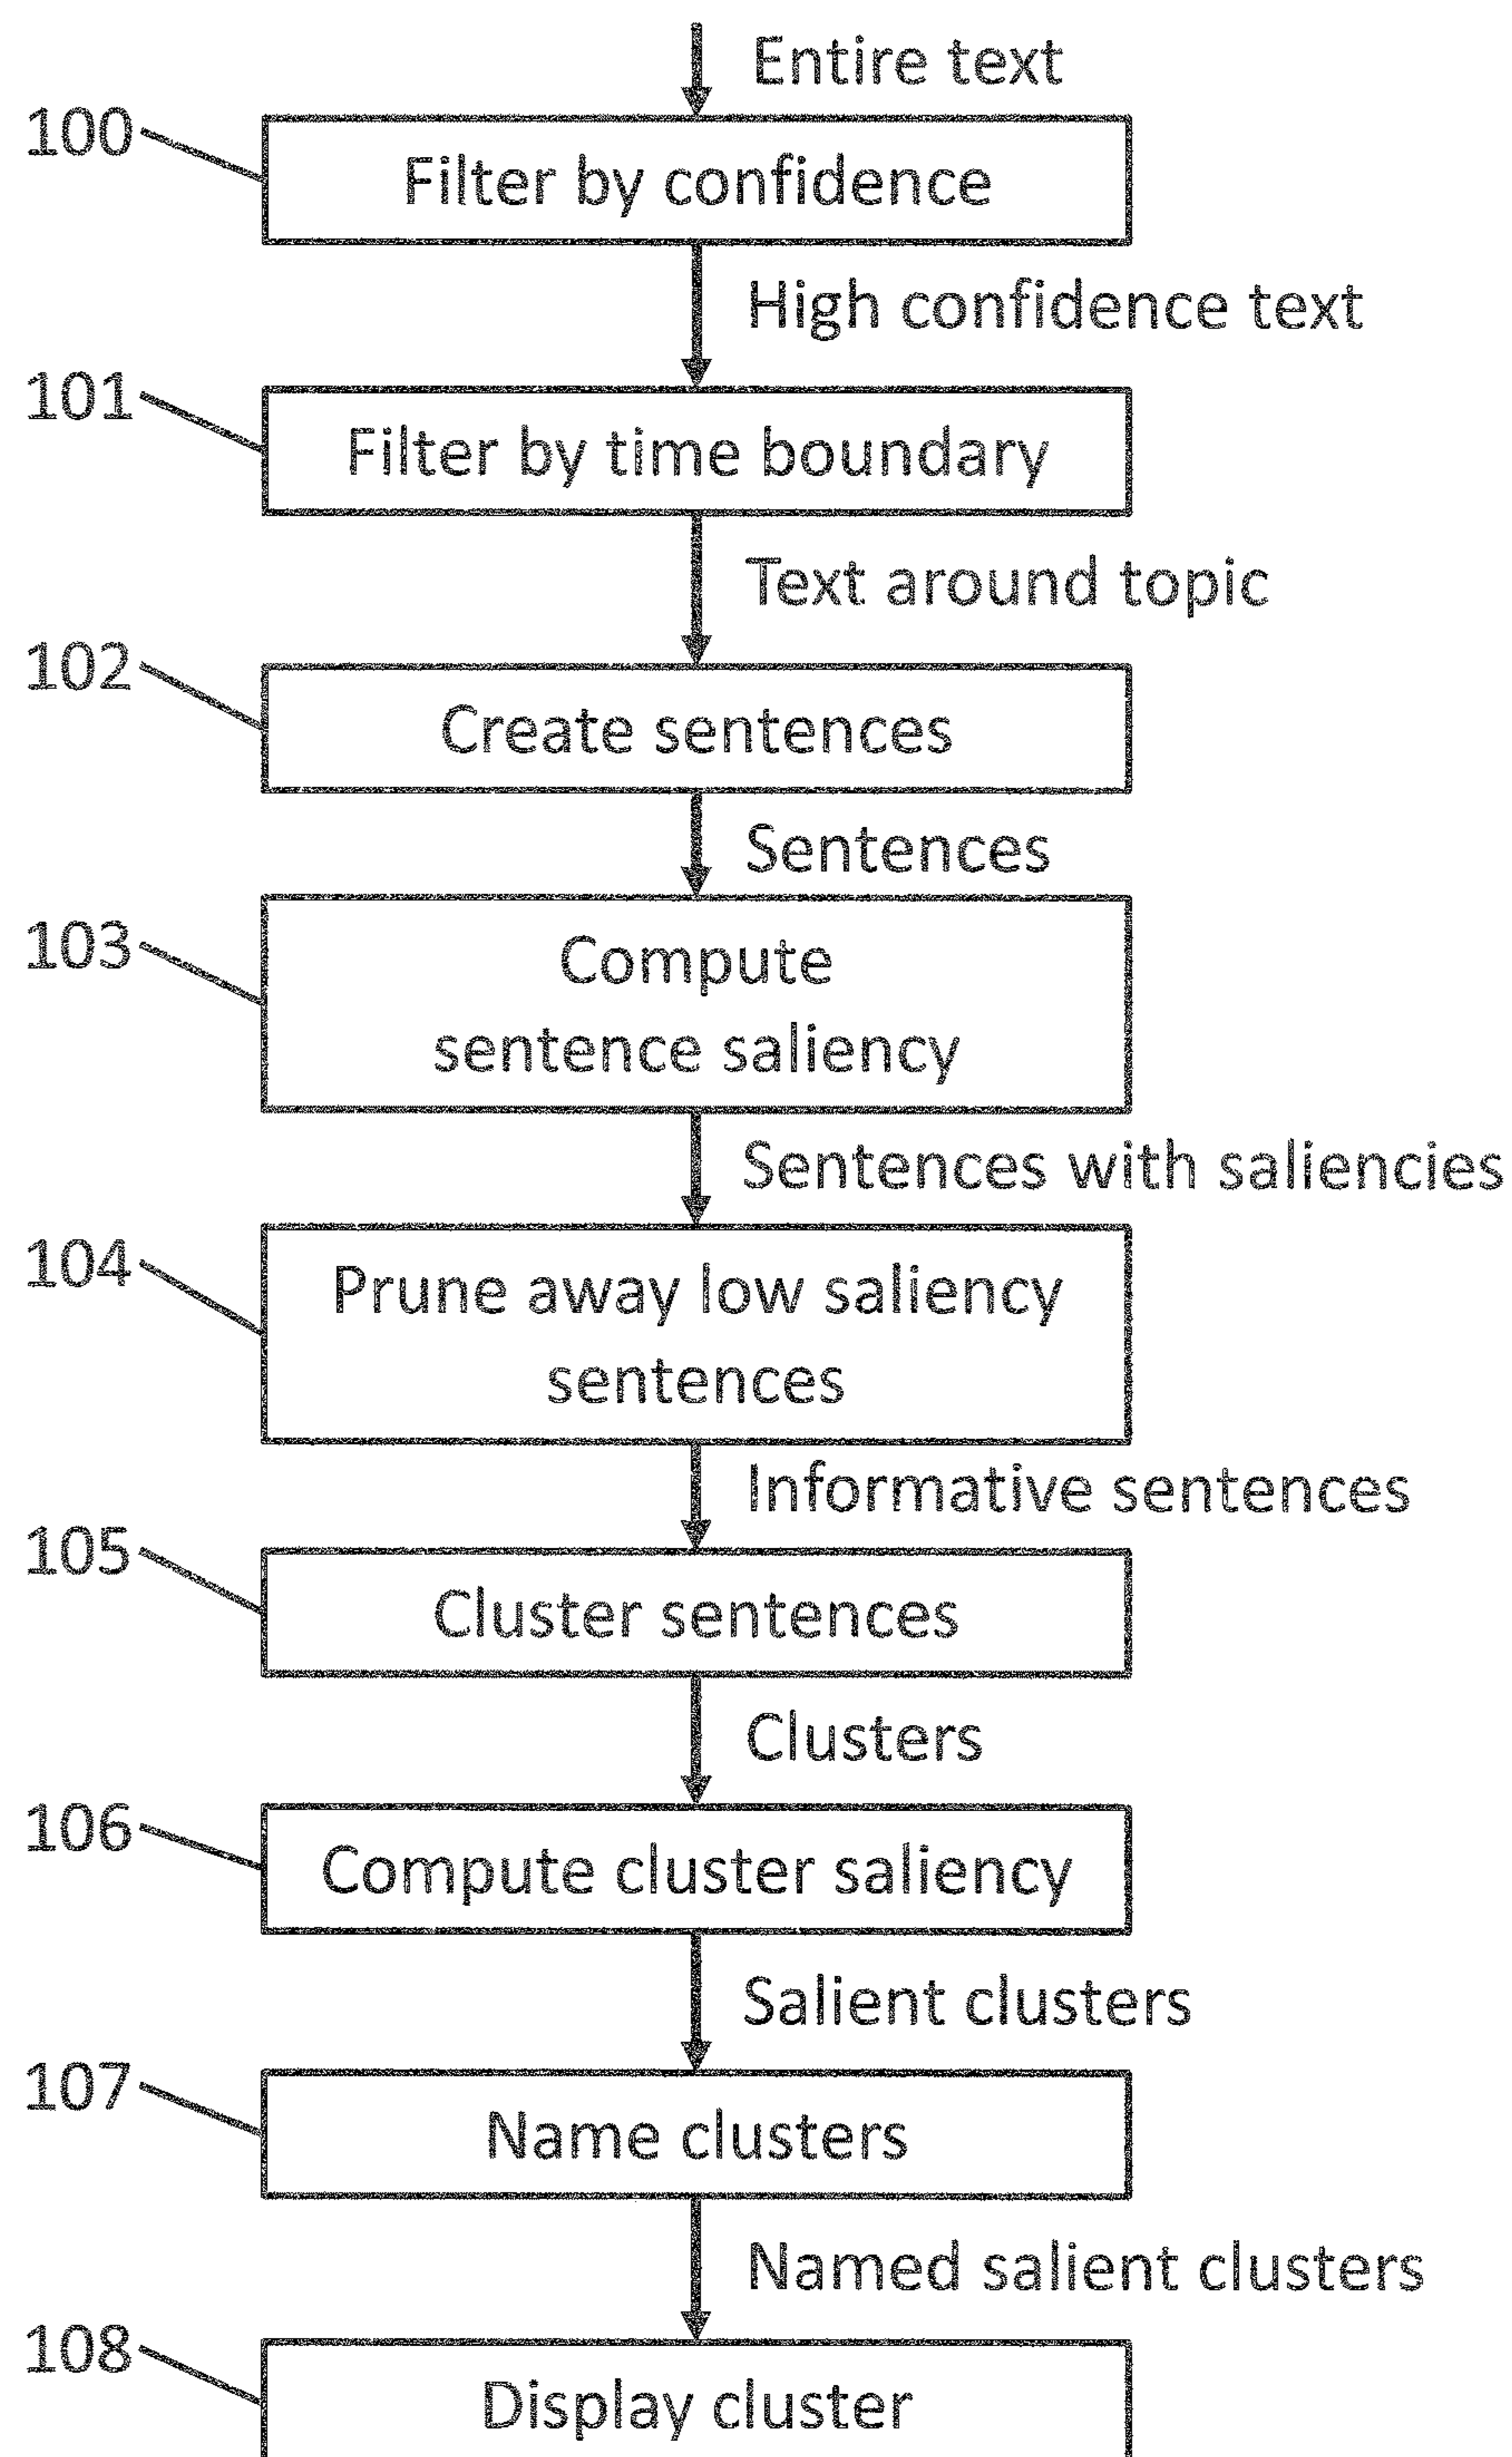 Entire text
100
Filter by confidence
High confidence text
101
Filter by time boundary
Text around topic
102
Create sentences
Sentences
103
Compute
sentence saliency
Sentences with saliencies
104
Prune away low saliency
sentences
Informative sentences
105
Cluster sentences
Clusters
106
Compute cluster saliency
Salient clusters
107
Name clusters
Named salient clusters
108
Display cluster